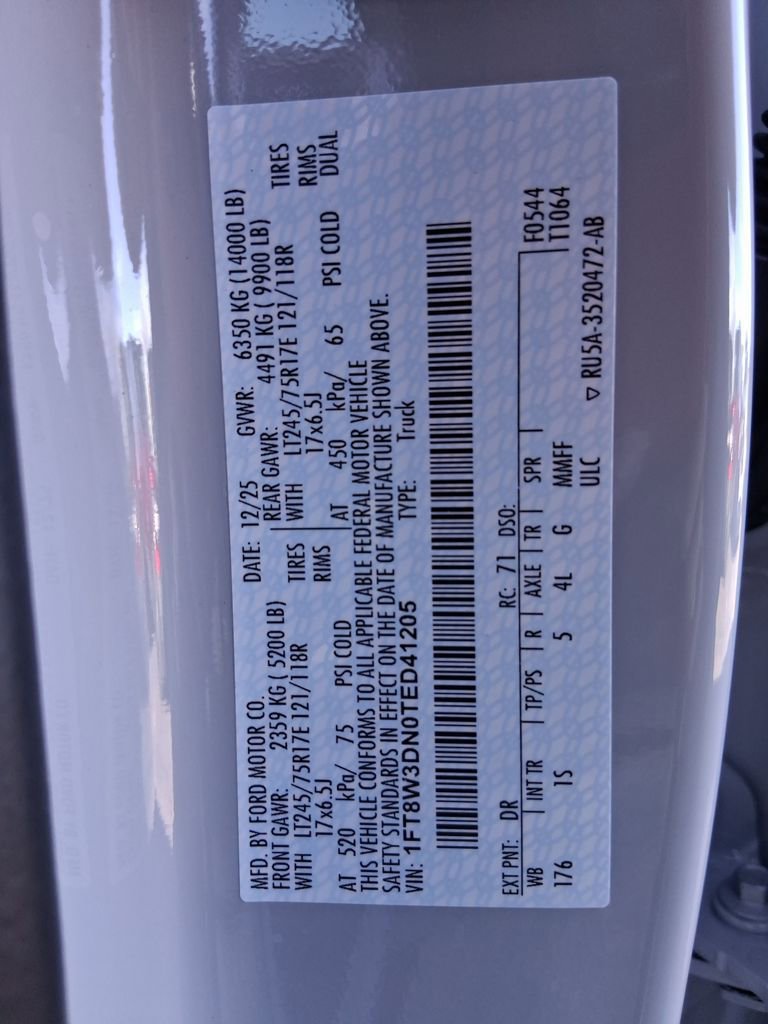 MFD. BY FORD MOTOR CO.
DATE: 12/25 GVWR: 6350 KG (14000 LB)
FRONT GAWR: 2359 KG ( 5200 LB)
REAR GAWR: 4491 KG ( 9900 LB)
WITH LT245/75R17E 121/118R TIRES
WITH LT245/75R17E 121/118R TIRES
17x6.5J RIMS
17x6.5J RIMS
AT 520 kPa/ 75 PSI COLD
AT 450 kPa/ 65 PSI COLD DUAL
THIS VEHICLE CONFORMS TO ALL APPLICABLE FEDERAL MOTOR VEHICLE
SAFETY STANDARDS IN EFFECT ON THE DATE OF MANUFACTURE SHOWN ABOVE.
VIN: 1FT8W3DN0TED41205 TYPE: Truck
EXT PNT: DR RC: 71 DSO: F0544
WB INT TR TP/PS R AXLE TR SPR T1064
176 1S 5 4L G MMFF
ULC ▽ RU5A-3520472-AB